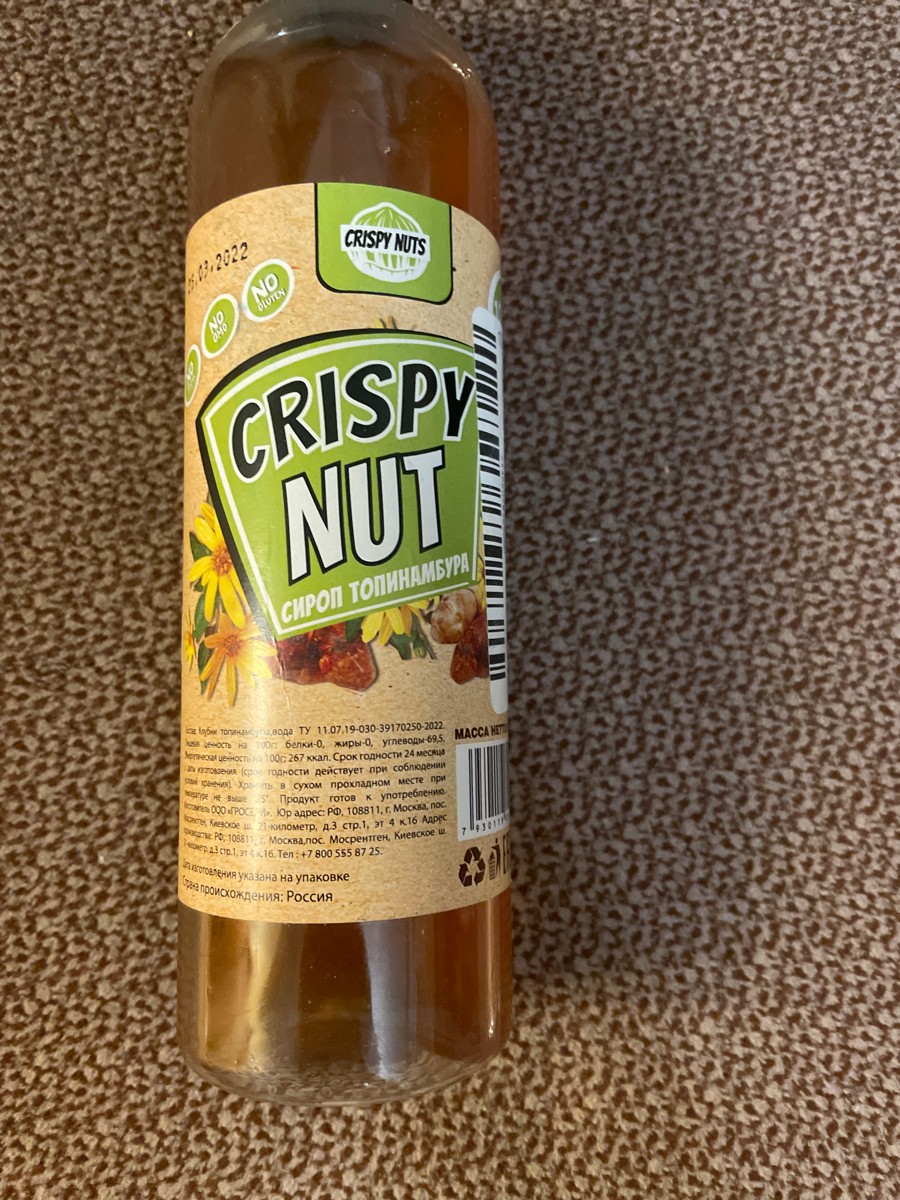 CRISPY NUTS
25.03.2022
NO GLUTEN
NO GMO
NO
CRISPY
NUT
СИРОП ТОПИНАМБУРА
Состав: Клубни топинамбура,вода ТУ 11.07.19-030-39170250-2022.
Пищевая ценность на 100г: белки-0, жиры-0, углеводы-69,5.
Энергетическая ценность на 100г: 267 ккал. Срок годности 24 месяца
с даты изготовления (срок годности действует при соблюдении
условий хранения). Хранить в сухом прохладном месте при
температуре не выше 25°. Продукт готов к употреблению.
Изготовитель ООО «ГРОСЕРИ». Юр адрес: РФ, 108811, г. Москва, пос.
Мосрентген, Киевское ш. 21-километр, д.3 стр.1, эт 4 к.16 Адрес
производства: РФ, 108811, г. Москва,пос. Мосрентген, Киевское ш.
21-километр, д.3 стр.1, эт 4 к.16. Тел : +7 800 555 87 25.
Дата изготовления указана на упаковке
Страна происхождения: Россия
МАССА НЕТТО
7 93011